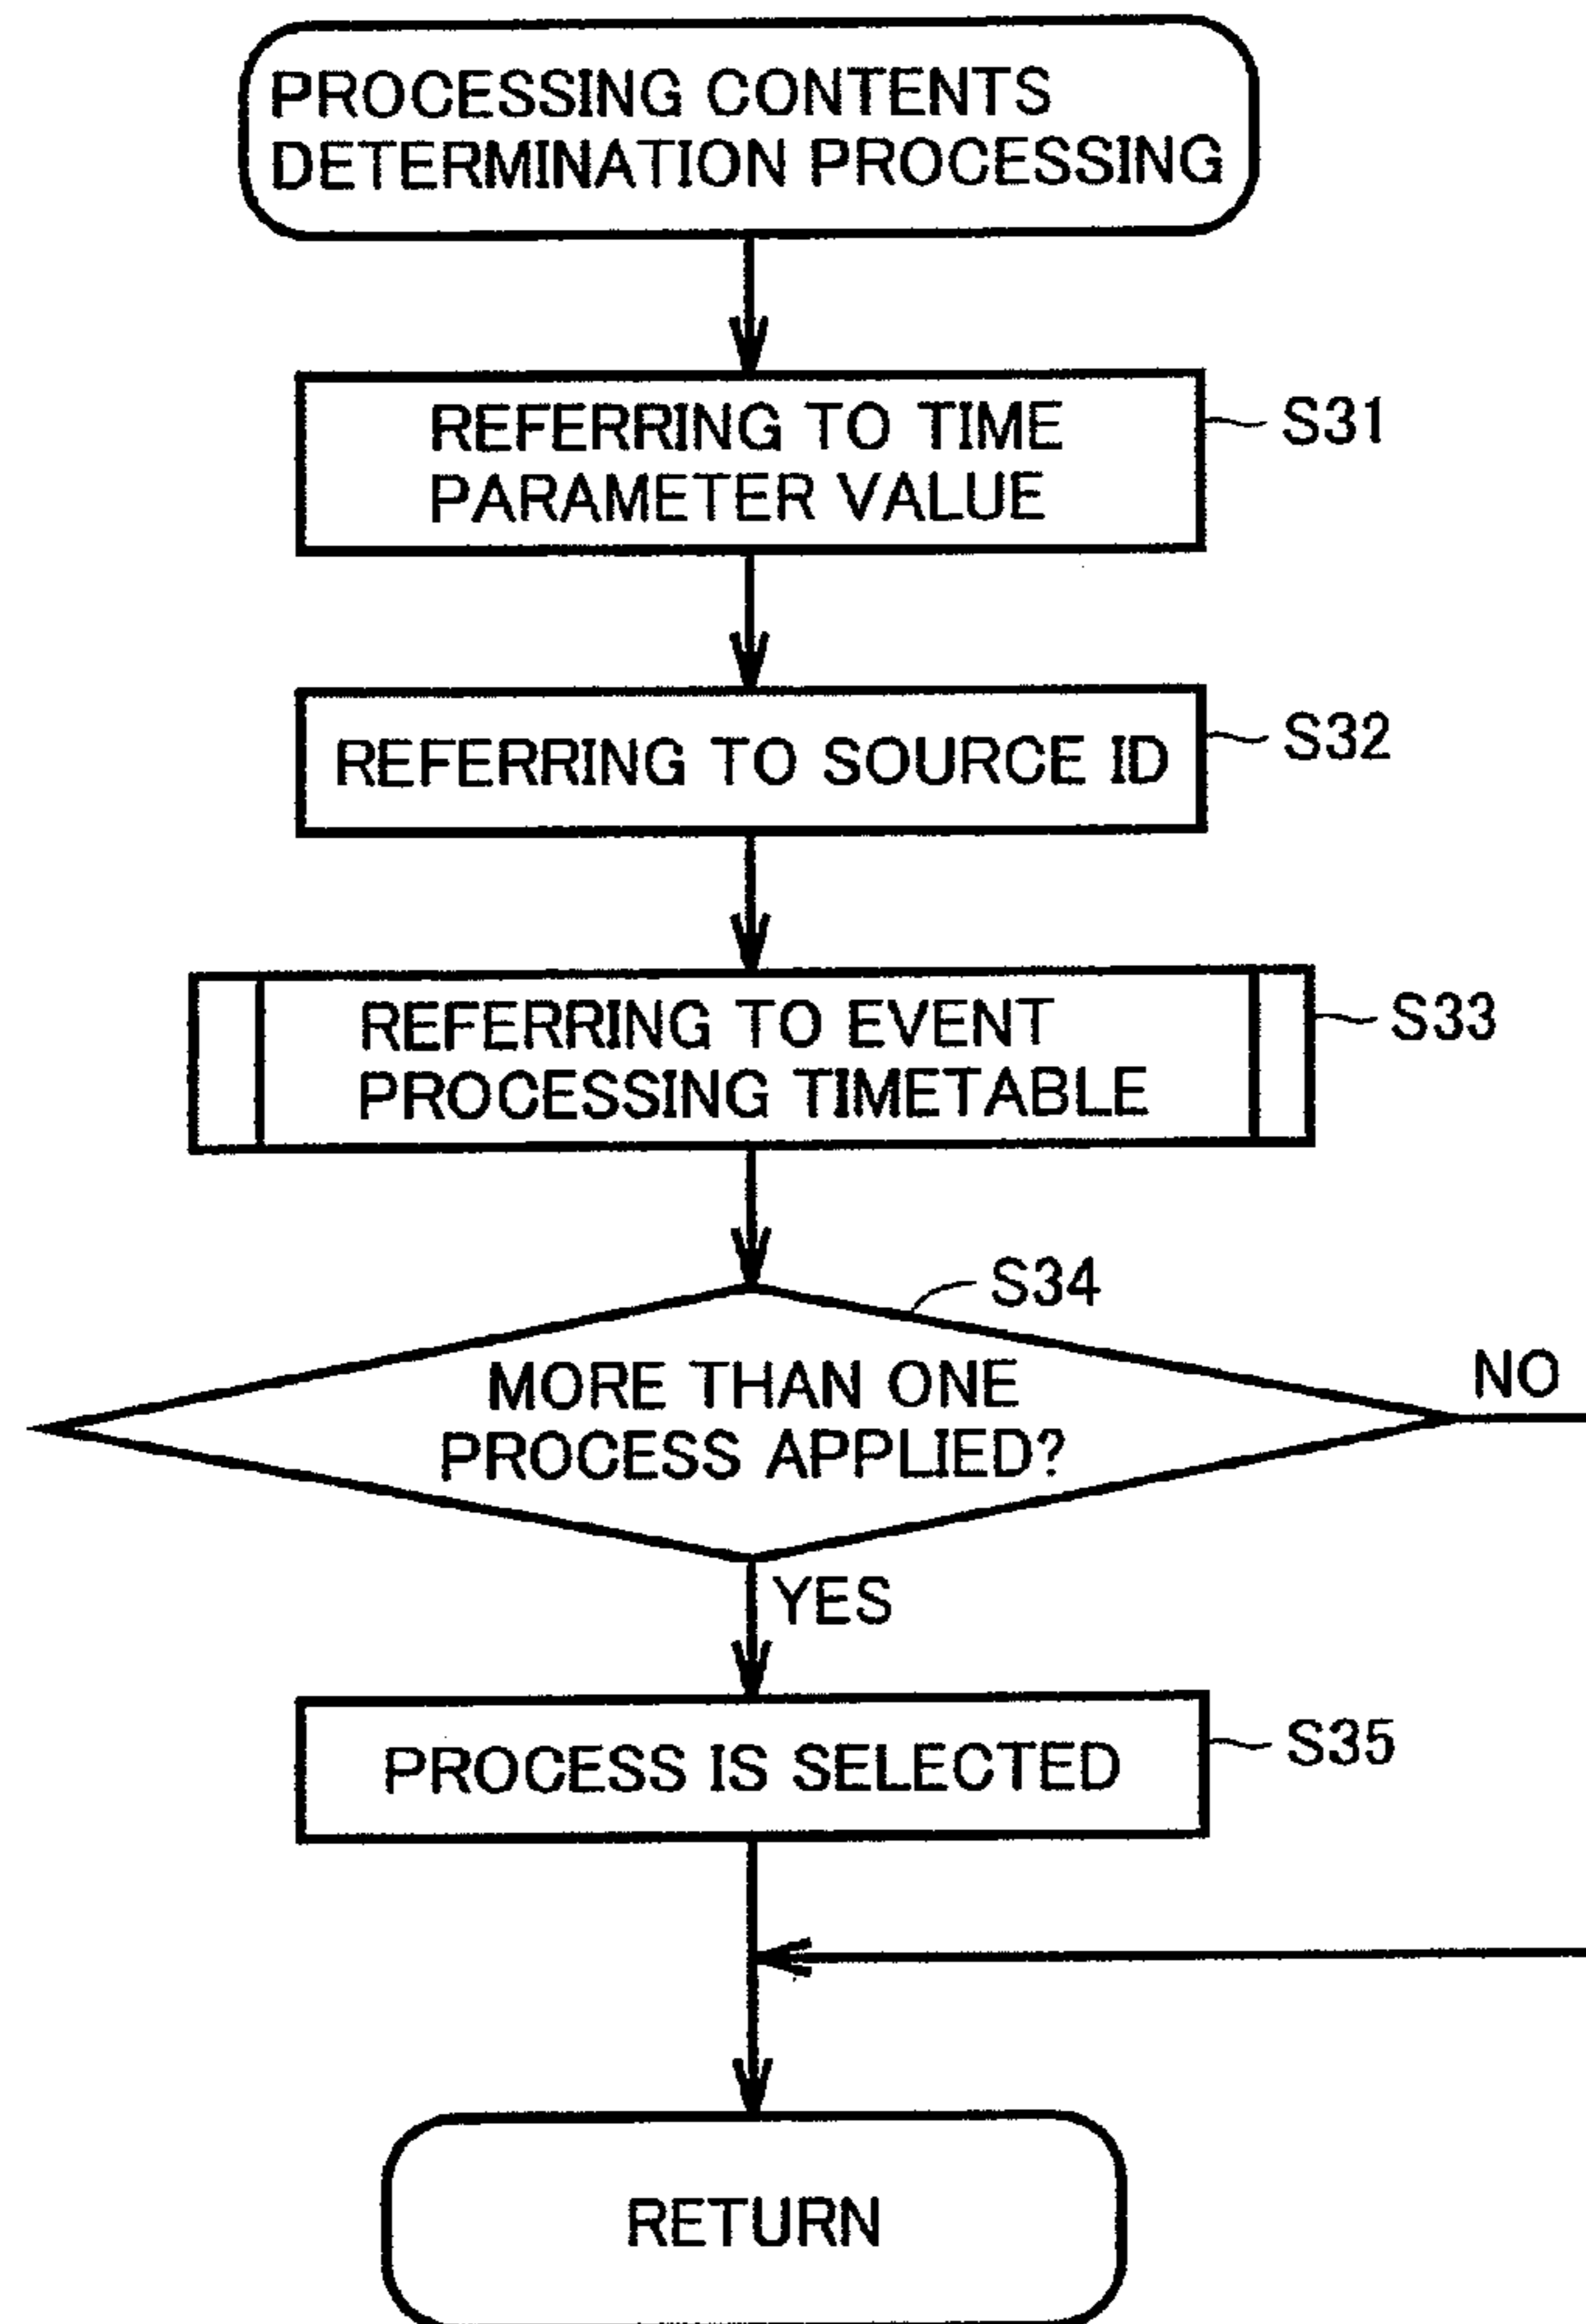 PROCESSING CONTENTS
DETERMINATION PROCESSING
REFERRING TO TIME
PARAMETER VALUE
S31
REFERRING TO SOURCE ID
S32
REFERRING TO EVENT
PROCESSING TIMETABLE
S33
S34
MORE THAN ONE
PROCESS APPLIED?
NO
YES
PROCESS IS SELECTED
S35
RETURN